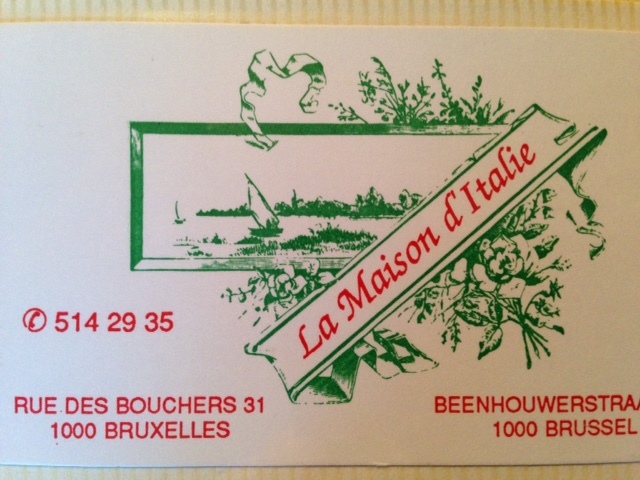 La Maison d'Italie
✆ 514 29 35
RUE DES BOUCHERS 31
1000 BRUXELLES
BEENHOUWERSTRAA
1000 BRUSSEL